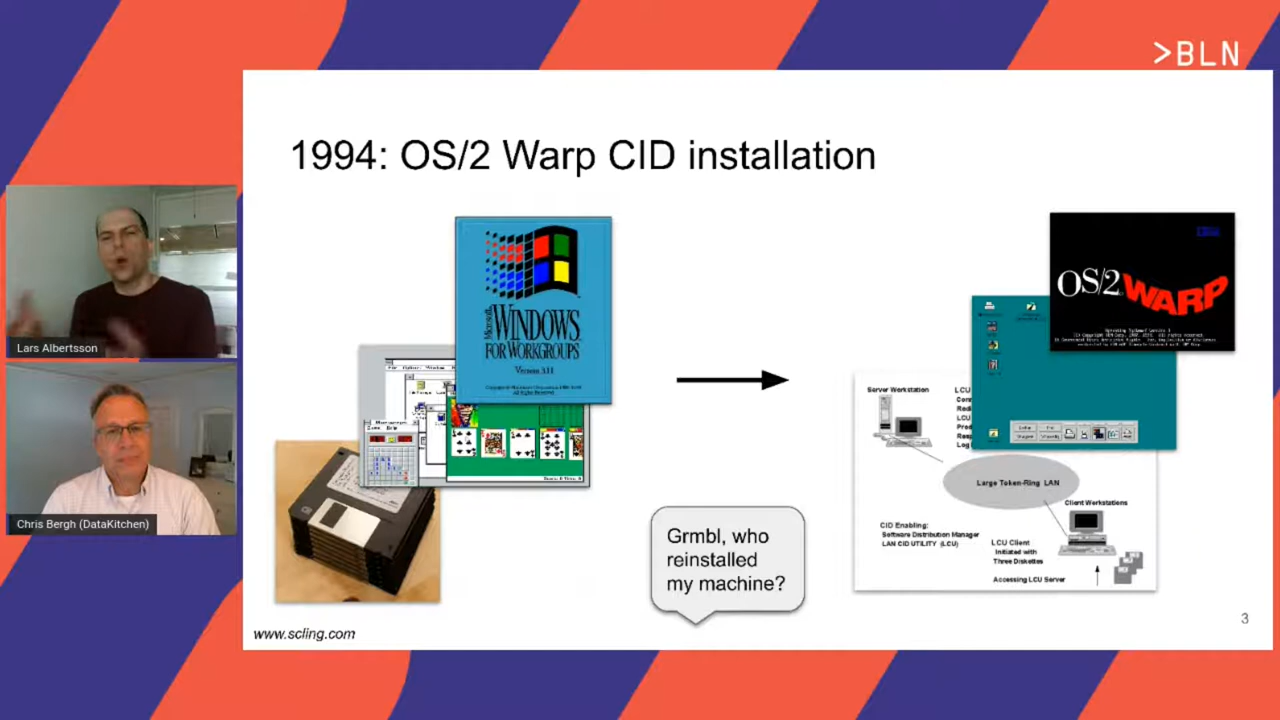 >BLN
1994: OS/2 Warp CID installation
Lars Albertsson
Chris Bergh (DataKitchen)
Microsoft
WINDOWS
FOR WORKGROUPS
Version 3.11
OS/2 WARP
Server Workstation
LCU
Large Token-Ring LAN
Client Workstations
CID Enabling:
Software Distribution Manager
LAN CID UTILITY (LCU)
LCU Client
Initiated with
Three Diskettes
Accessing LCU Server
Grmbl, who
reinstalled
my machine?
www.scling.com
3